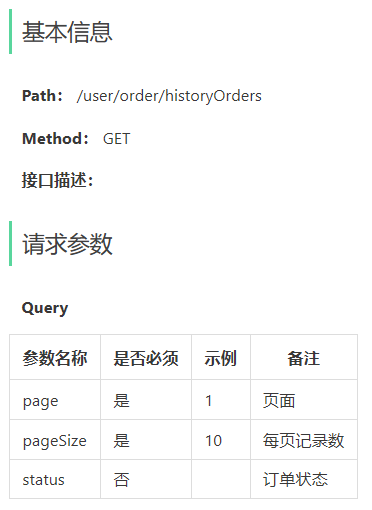 基本信息
Path： /user/order/historyOrders
Method： GET
接口描述：
请求参数
Query
参数名称 是否必须 示例 备注
page 是 1 页面
pageSize 是 10 每页记录数
status 否 订单状态